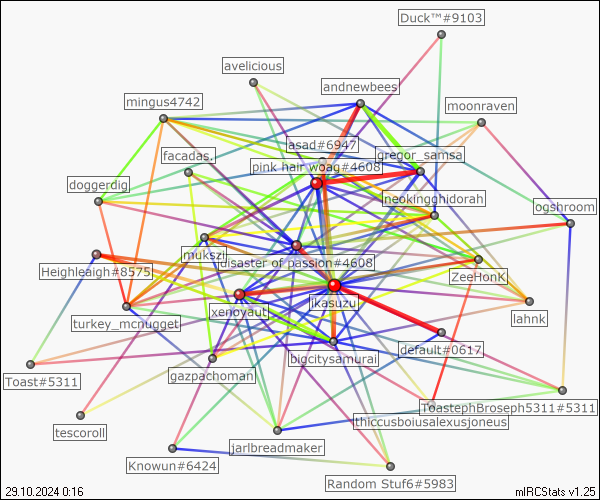 Duck™#9103
avelicious
andnewbees
mingus4742
moonraven
asad#6947
gregor_samsa
facadas.
pink hair woag#4608
doggerdig
neokingghidorah
ogshroom
mukszi
disaster of passion#4608
Heighleaigh#8575
ZeeHonK
ikasuzu
xenoyaut
lahnk
turkey_mcnugget
default#0617
bigcitysamurai
Toast#5311
gazpachoman
ToastephBroseph5311#5311
thiccusboiusalexusjoneus
tescoroll
jarlbreadmaker
Knowun#6424
Random Stuf6#5983
29.10.2024 0:16
mIRCStats v1.25